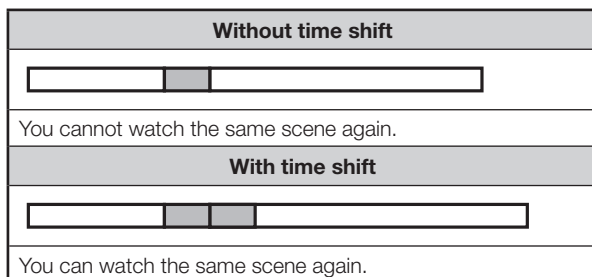 Without time shift
You cannot watch the same scene again.
With time shift
You can watch the same scene again.